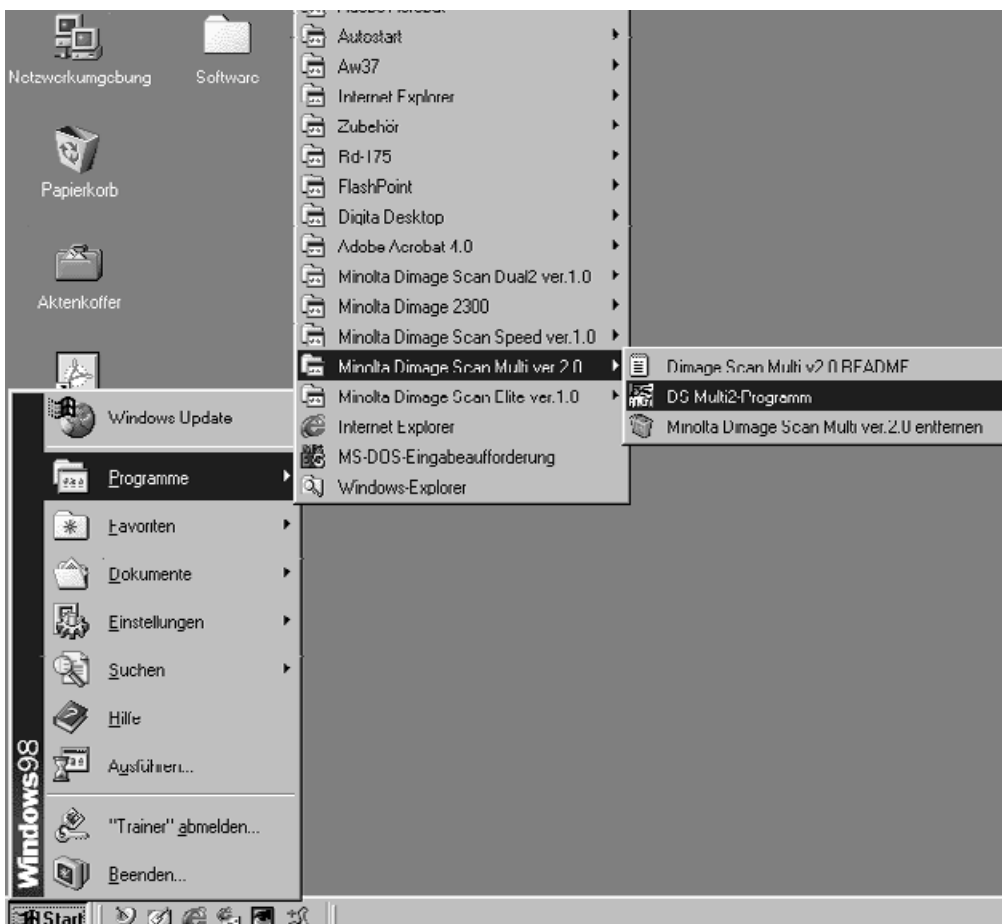 Adobe Acrobat
Netzwerkumgebung
Software
Papierkorb
Aktenkoffer
Autostart
Aw37
Internet Explorer
Zubehör
Rd-175
FlashPoint
Digita Desktop
Adobe Acrobat 4.0
Minolta Dimage Scan Dual2 ver.1.0
Minolta Dimage 2300
Minolta Dimage Scan Speed ver.1.0
Minolta Dimage Scan Multi ver.2.0
Minolta Dimage Scan Elite ver.1.0
Internet Explorer
MS-DOS-Eingabeaufforderung
Windows-Explorer
Dimage Scan Multi v2.0 README
DS Multi2-Programm
Minolta Dimage Scan Multi ver.2.0 entfernen
Windows Update
Programme
Favoriten
Dokumente
Einstellungen
Suchen
Hilfe
Ausführen...
"Trainer" abmelden...
Beenden...
Windows98
Start